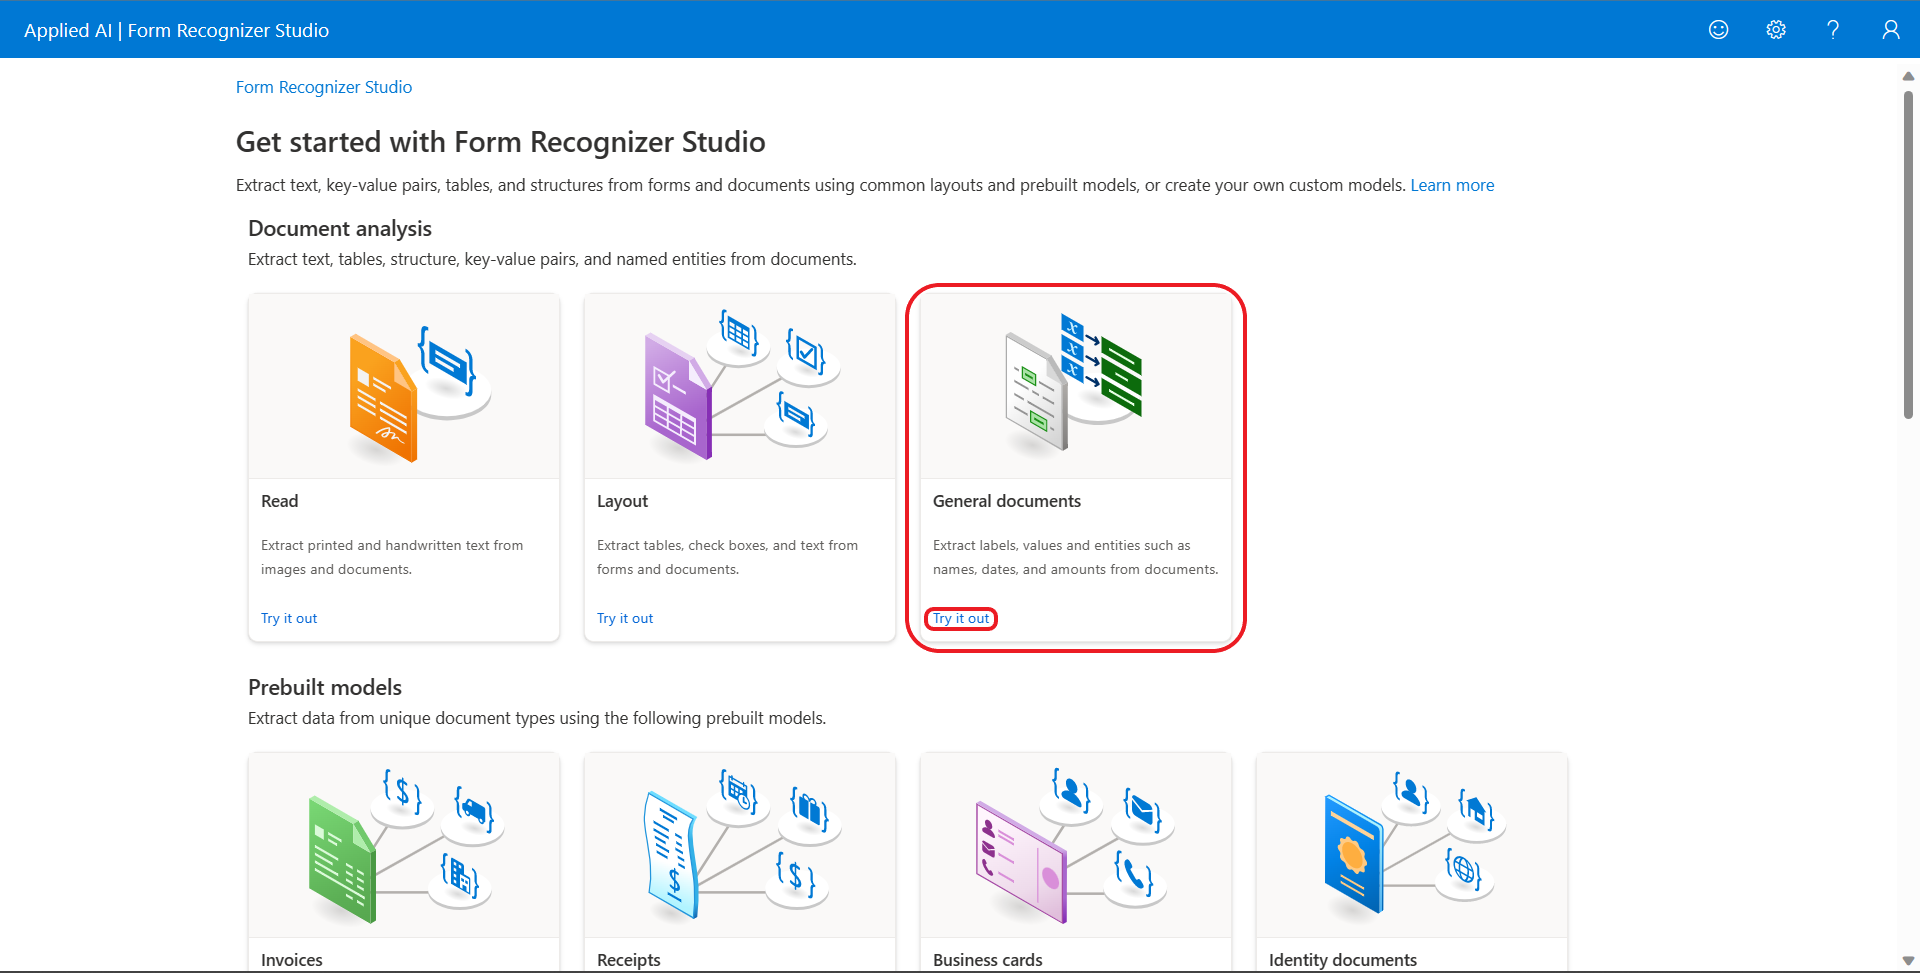 Applied AI | Form Recognizer Studio
Form Recognizer Studio
Get started with Form Recognizer Studio
Extract text, key-value pairs, tables, and structures from forms and documents using common layouts and prebuilt models, or create your own custom models. Learn more
Document analysis
Extract text, tables, structure, key-value pairs, and named entities from documents.
Read
Extract printed and handwritten text from
images and documents.
Try it out
Layout
Extract tables, check boxes, and text from
forms and documents.
Try it out
General documents
Extract labels, values and entities such as
names, dates, and amounts from documents.
Try it out
Prebuilt models
Extract data from unique document types using the following prebuilt models.
Invoices
Receipts
Business cards
Identity documents